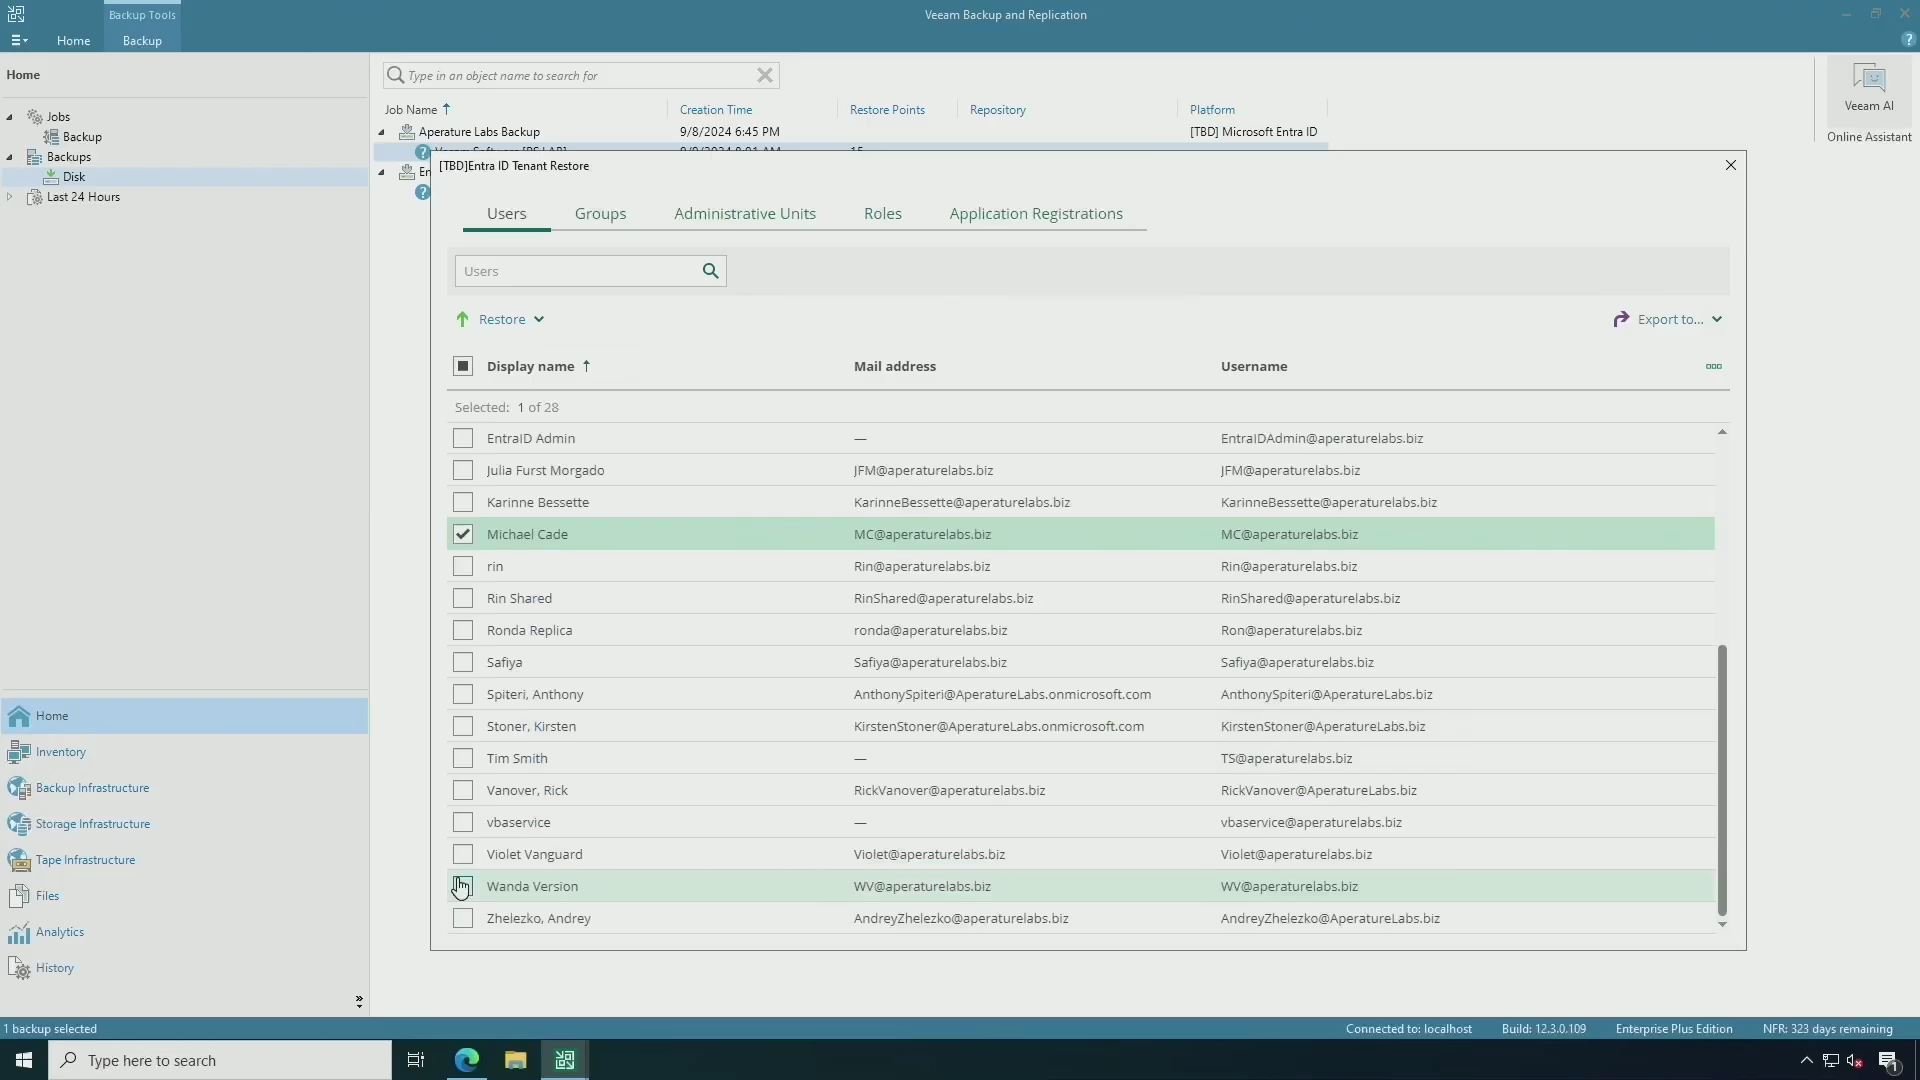 Backup Tools
Veeam Backup and Replication
Home
Backup
Home
Type in an object name to search for
Veeam AI
Online Assistant
Jobs
Backup
Backups
Disk
Last 24 Hours
Job Name
Creation Time
Restore Points
Repository
Platform
Aperature Labs Backup
9/8/2024 6:45 PM
[TBD] Microsoft Entra ID
En
[TBD]Entra ID Tenant Restore
Users
Groups
Administrative Units
Roles
Application Registrations
Users
Restore
Export to...
Display name
Mail address
Username
Selected: 1 of 28
EntraID Admin — EntraIDAdmin@aperaturelabs.biz
Julia Furst Morgado JFM@aperaturelabs.biz JFM@aperaturelabs.biz
Karinne Bessette KarinneBessette@aperaturelabs.biz KarinneBessette@aperaturelabs.biz
Michael Cade MC@aperaturelabs.biz MC@aperaturelabs.biz
rin Rin@aperaturelabs.biz Rin@aperaturelabs.biz
Rin Shared RinShared@aperaturelabs.biz RinShared@aperaturelabs.biz
Ronda Replica ronda@aperaturelabs.biz Ron@aperaturelabs.biz
Safiya Safiya@aperaturelabs.biz Safiya@aperaturelabs.biz
Spiteri, Anthony AnthonySpiteri@AperatureLabs.onmicrosoft.com AnthonySpiteri@AperatureLabs.biz
Stoner, Kirsten KirstenStoner@AperatureLabs.onmicrosoft.com KirstenStoner@AperatureLabs.biz
Tim Smith — TS@aperaturelabs.biz
Vanover, Rick RickVanover@aperaturelabs.biz RickVanover@AperatureLabs.biz
vbaservice — vbaservice@aperaturelabs.biz
Violet Vanguard Violet@aperaturelabs.biz Violet@aperaturelabs.biz
Wanda Version WV@aperaturelabs.biz WV@aperaturelabs.biz
Zhelezko, Andrey AndreyZhelezko@aperaturelabs.biz AndreyZhelezko@AperatureLabs.biz
Home
Inventory
Backup Infrastructure
Storage Infrastructure
Tape Infrastructure
Files
Analytics
History
1 backup selected
Connected to: localhost
Build: 12.3.0.109
Enterprise Plus Edition
NFR: 323 days remaining
Type here to search
1